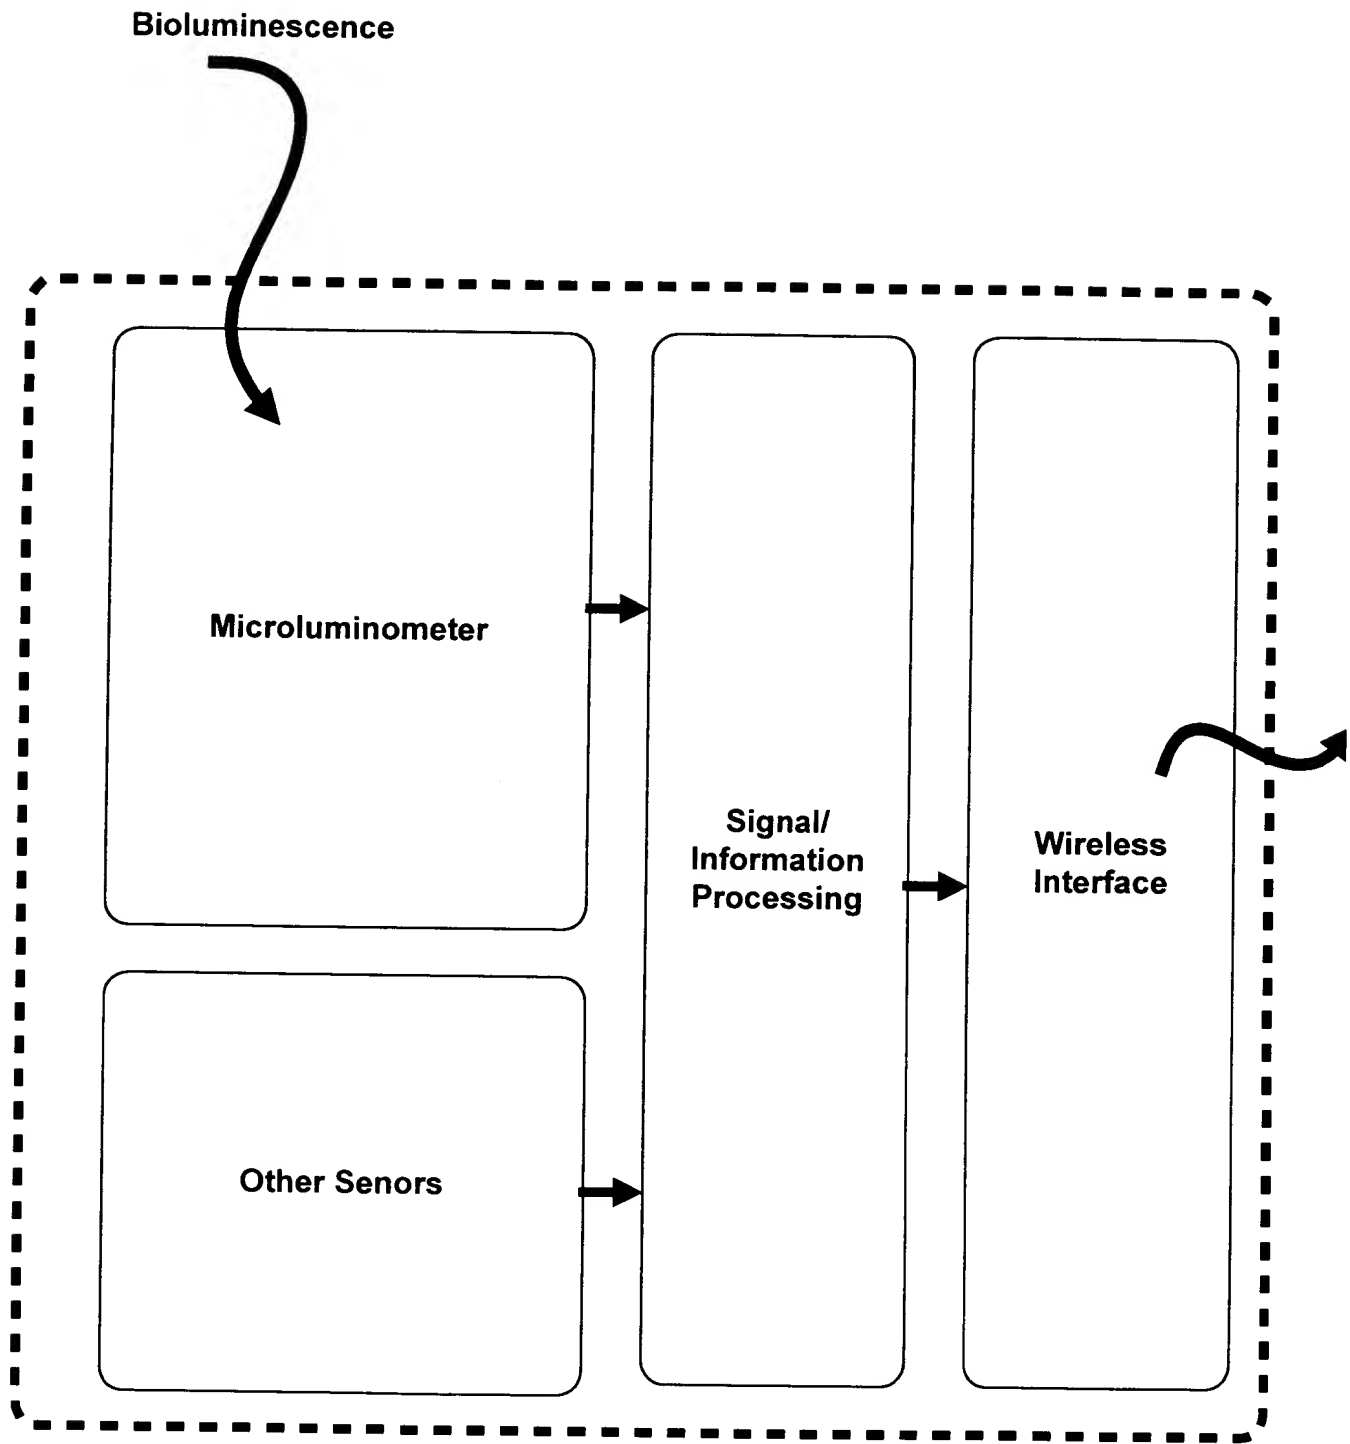 Bioluminescence
Microluminometer
Signal/
Information
Processing
Wireless
Interface
Other Senors